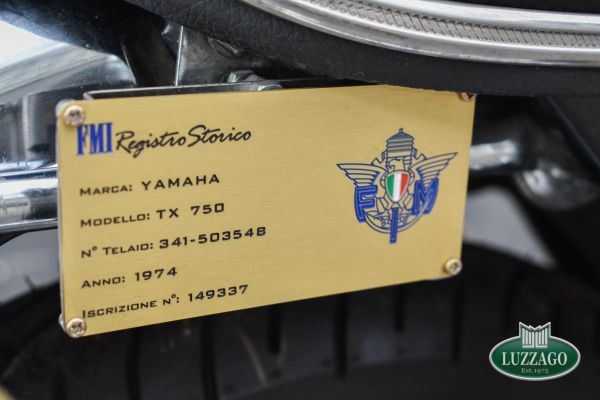 FMI Registro Storico
Marca: YAMAHA
Modello: TX 750
N° Telaio: 341-503548
Anno: 1974
Iscrizione n°: 149337
FIM
LUZZAGO
Est.1975